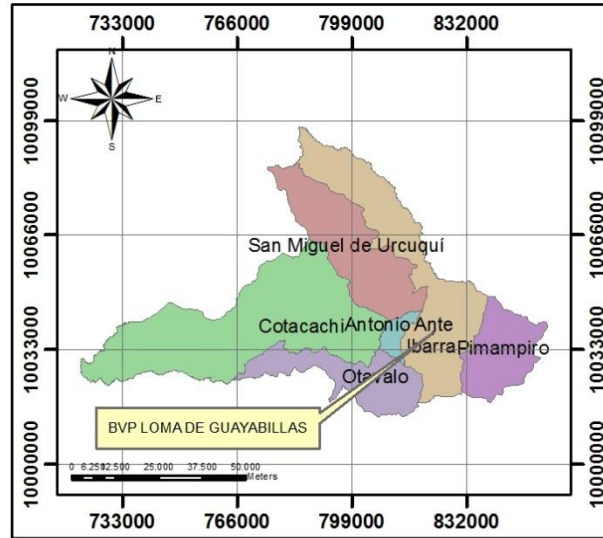 733000 766000 799000 832000
N
W E
S
10099000 10099000
10066000 10066000
San Miguel de Urcuquí
Cotacachi Antonio Ante
Ibarra Pimampiro
10033000 10033000
Otavalo
BVP LOMA DE GUAYABILLAS
0 6.250 12.500 25.000 37.500 50.000
Meters
10000000 10000000
733000 766000 799000 832000